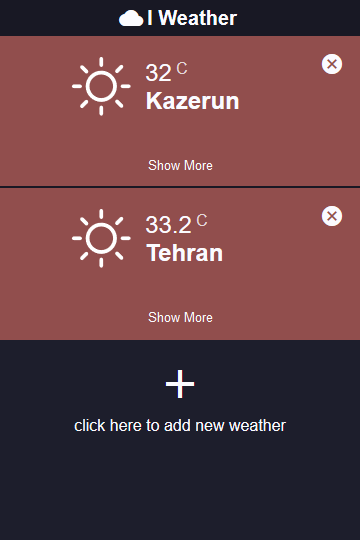 I Weather
32 C
Kazerun
Show More
33.2 C
Tehran
Show More
click here to add new weather